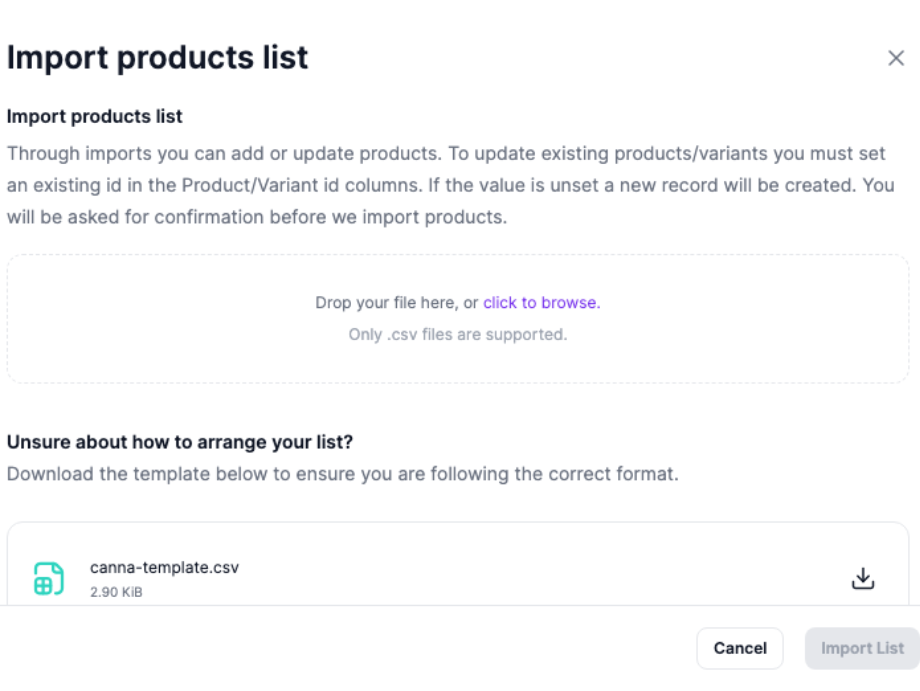 Import products list
Import products list
Through imports you can add or update products. To update existing products/variants you must set
an existing id in the Product/Variant id columns. If the value is unset a new record will be created. You
will be asked for confirmation before we import products.
Drop your file here, or click to browse.
Only .csv files are supported.
Unsure about how to arrange your list?
Download the template below to ensure you are following the correct format.
canna-template.csv
2.90 KiB
Cancel
Import List